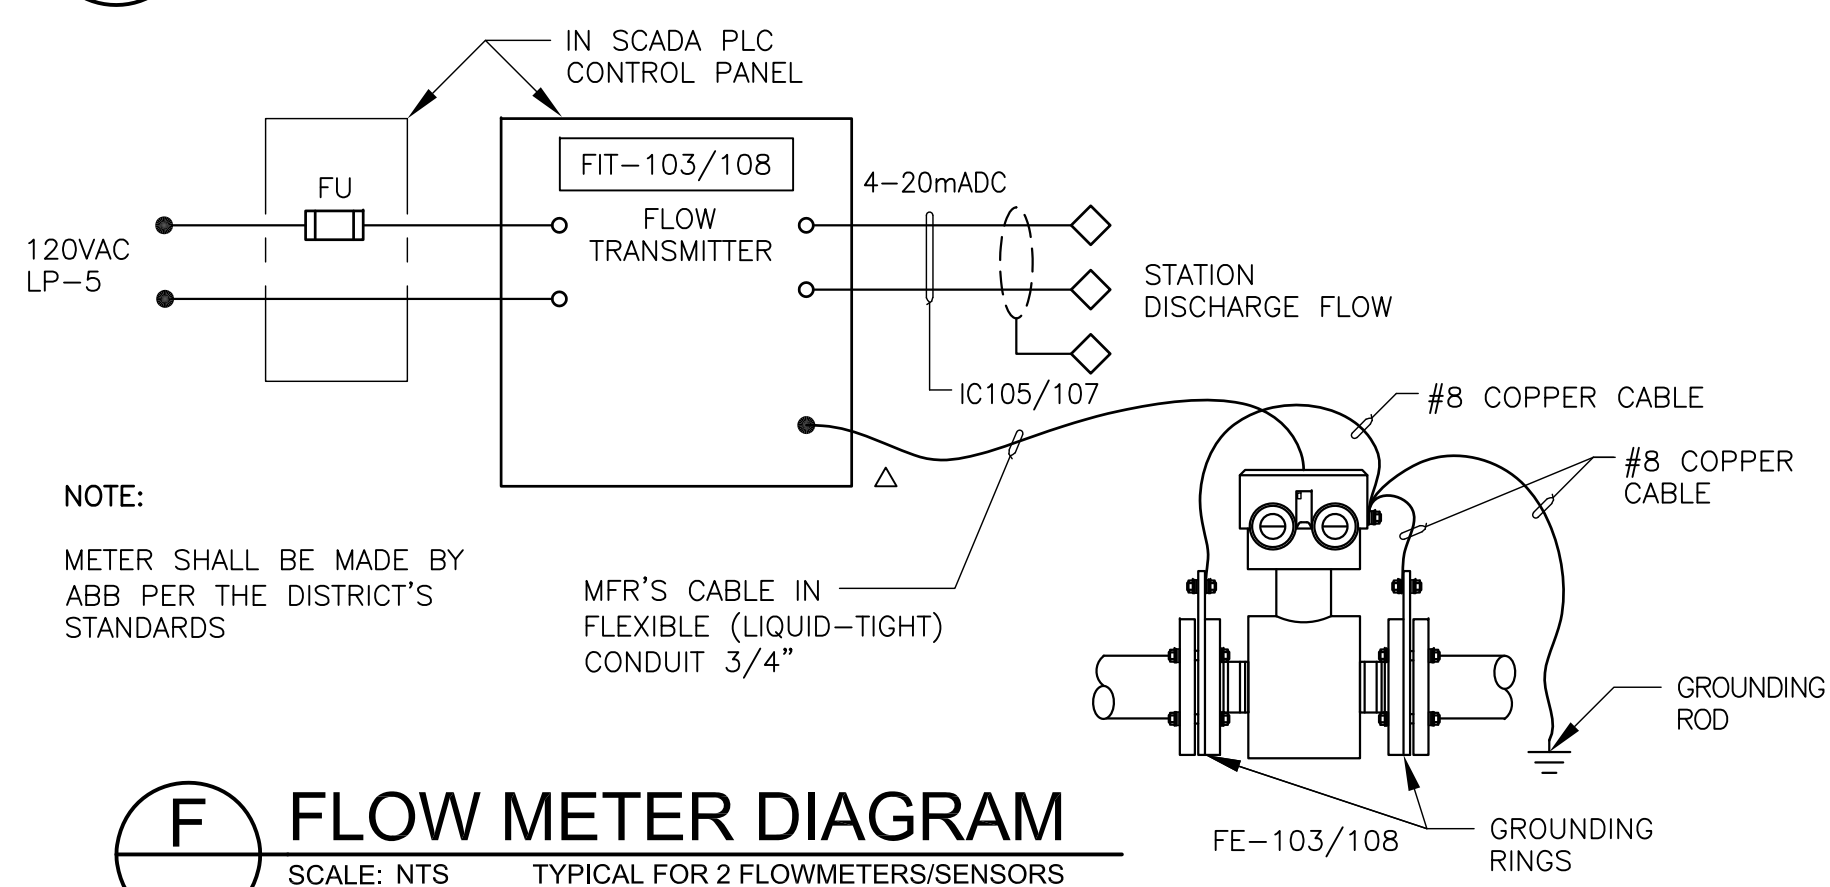 IN SCADA PLC
CONTROL PANEL
FIT-103/108
FLOW
TRANSMITTER
FU
120VAC
LP-5
4-20mADC
STATION
DISCHARGE FLOW
IC105/107
#8 COPPER CABLE
#8 COPPER
CABLE
NOTE:
METER SHALL BE MADE BY
ABB PER THE DISTRICT'S
STANDARDS
MFR'S CABLE IN
FLEXIBLE (LIQUID-TIGHT)
CONDUIT 3/4"
GROUNDING
ROD
FE-103/108
GROUNDING
RINGS
F
FLOW METER DIAGRAM
SCALE: NTS TYPICAL FOR 2 FLOWMETERS/SENSORS